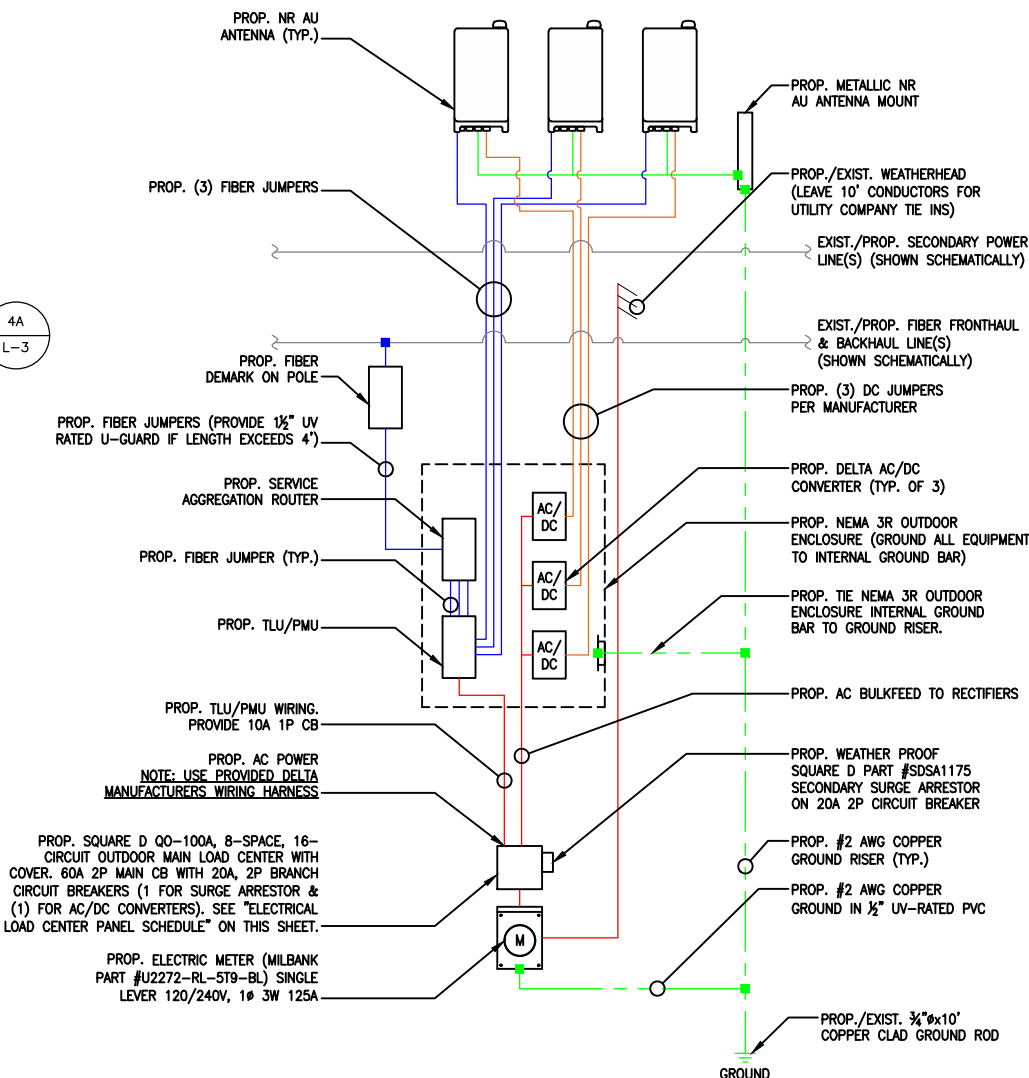 PROP. NR AU
ANTENNA (TYP.)
PROP. METALLIC NR
AU ANTENNA MOUNT
PROP. (3) FIBER JUMPERS
PROP./EXIST. WEATHERHEAD
(LEAVE 10' CONDUCTORS FOR
UTILITY COMPANY TIE INS)
EXIST./PROP. SECONDARY POWER
LINE(S) (SHOWN SCHEMATICALLY)
4A
L-3
EXIST./PROP. FIBER FRONTHAUL
& BACKHAUL LINE(S)
(SHOWN SCHEMATICALLY)
PROP. FIBER
DEMARK ON POLE
PROP. (3) DC JUMPERS
PER MANUFACTURER
PROP. FIBER JUMPERS (PROVIDE 1½" UV
RATED U-GUARD IF LENGTH EXCEEDS 4')
PROP. DELTA AC/DC
CONVERTER (TYP. OF 3)
PROP. SERVICE
AGGREGATION ROUTER
AC/
DC
PROP. NEMA 3R OUTDOOR
ENCLOSURE (GROUND ALL EQUIPMENT
TO INTERNAL GROUND BAR)
PROP. FIBER JUMPER (TYP.)
AC/
DC
PROP. TIE NEMA 3R OUTDOOR
ENCLOSURE INTERNAL GROUND
BAR TO GROUND RISER.
PROP. TLU/PMU
AC/
DC
PROP. AC BULKFEED TO RECTIFIERS
PROP. TLU/PMU WIRING.
PROVIDE 10A 1P CB
PROP. AC POWER
NOTE: USE PROVIDED DELTA
MANUFACTURERS WIRING HARNESS
PROP. WEATHER PROOF
SQUARE D PART #SDSA1175
SECONDARY SURGE ARRESTOR
ON 20A 2P CIRCUIT BREAKER
PROP. SQUARE D QO-100A, 8-SPACE, 16-
CIRCUIT OUTDOOR MAIN LOAD CENTER WITH
COVER. 60A 2P MAIN CB WITH 20A, 2P BRANCH
CIRCUIT BREAKERS (1 FOR SURGE ARRESTOR &
(1) FOR AC/DC CONVERTERS). SEE "ELECTRICAL
LOAD CENTER PANEL SCHEDULE" ON THIS SHEET.
PROP. #2 AWG COPPER
GROUND RISER (TYP.)
PROP. #2 AWG COPPER
GROUND IN ½" UV-RATED PVC
M
PROP. ELECTRIC METER (MILBANK
PART #U2272-RL-5T9-BL) SINGLE
LEVER 120/240V, 1ø 3W 125A
PROP./EXIST. ¾"øx10'
COPPER CLAD GROUND ROD
GROUND